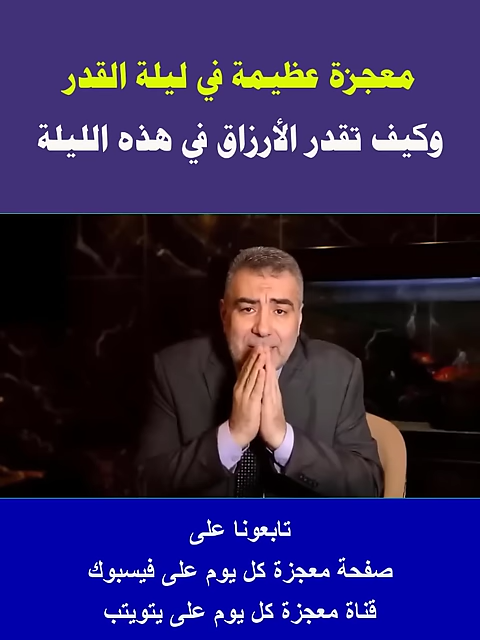 معجزة عظيمة في ليلة القدر
وكيف تقدر الأرزاق في هذه الليلة
تابعونا على
صفحة معجزة كل يوم على فيسبوك
قناة معجزة كل يوم على يتويتب